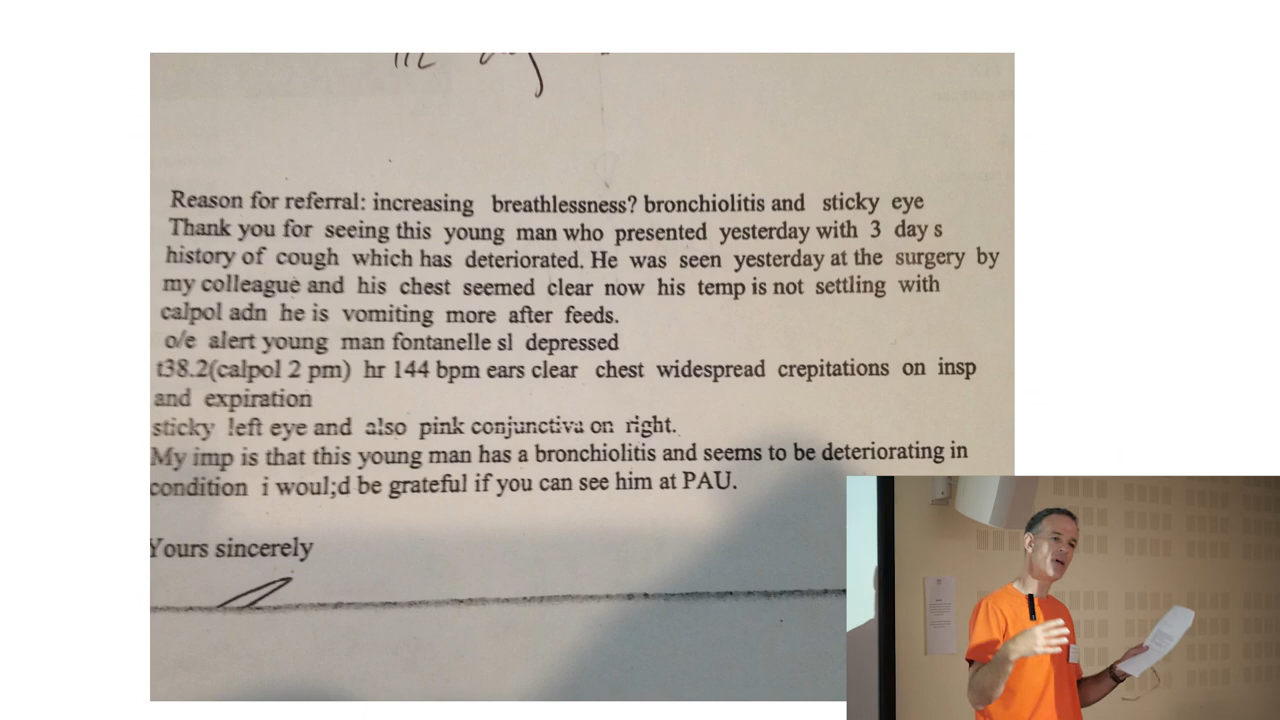 Reason for referral: increasing breathlessness? bronchiolitis and sticky eye
Thank you for seeing this young man who presented yesterday with 3 day s
history of cough which has deteriorated. He was seen yesterday at the surgery by
my colleague and his chest seemed clear now his temp is not settling with
calpol adn he is vomiting more after feeds.
o/e alert young man fontanelle sl depressed
t38.2(calpol 2 pm) hr 144 bpm ears clear chest widespread crepitations on insp
and expiration
sticky left eye and also pink conjunctiva on right.
My imp is that this young man has a bronchiolitis and seems to be deteriorating in
condition i woul;d be grateful if you can see him at PAU.
Yours sincerely